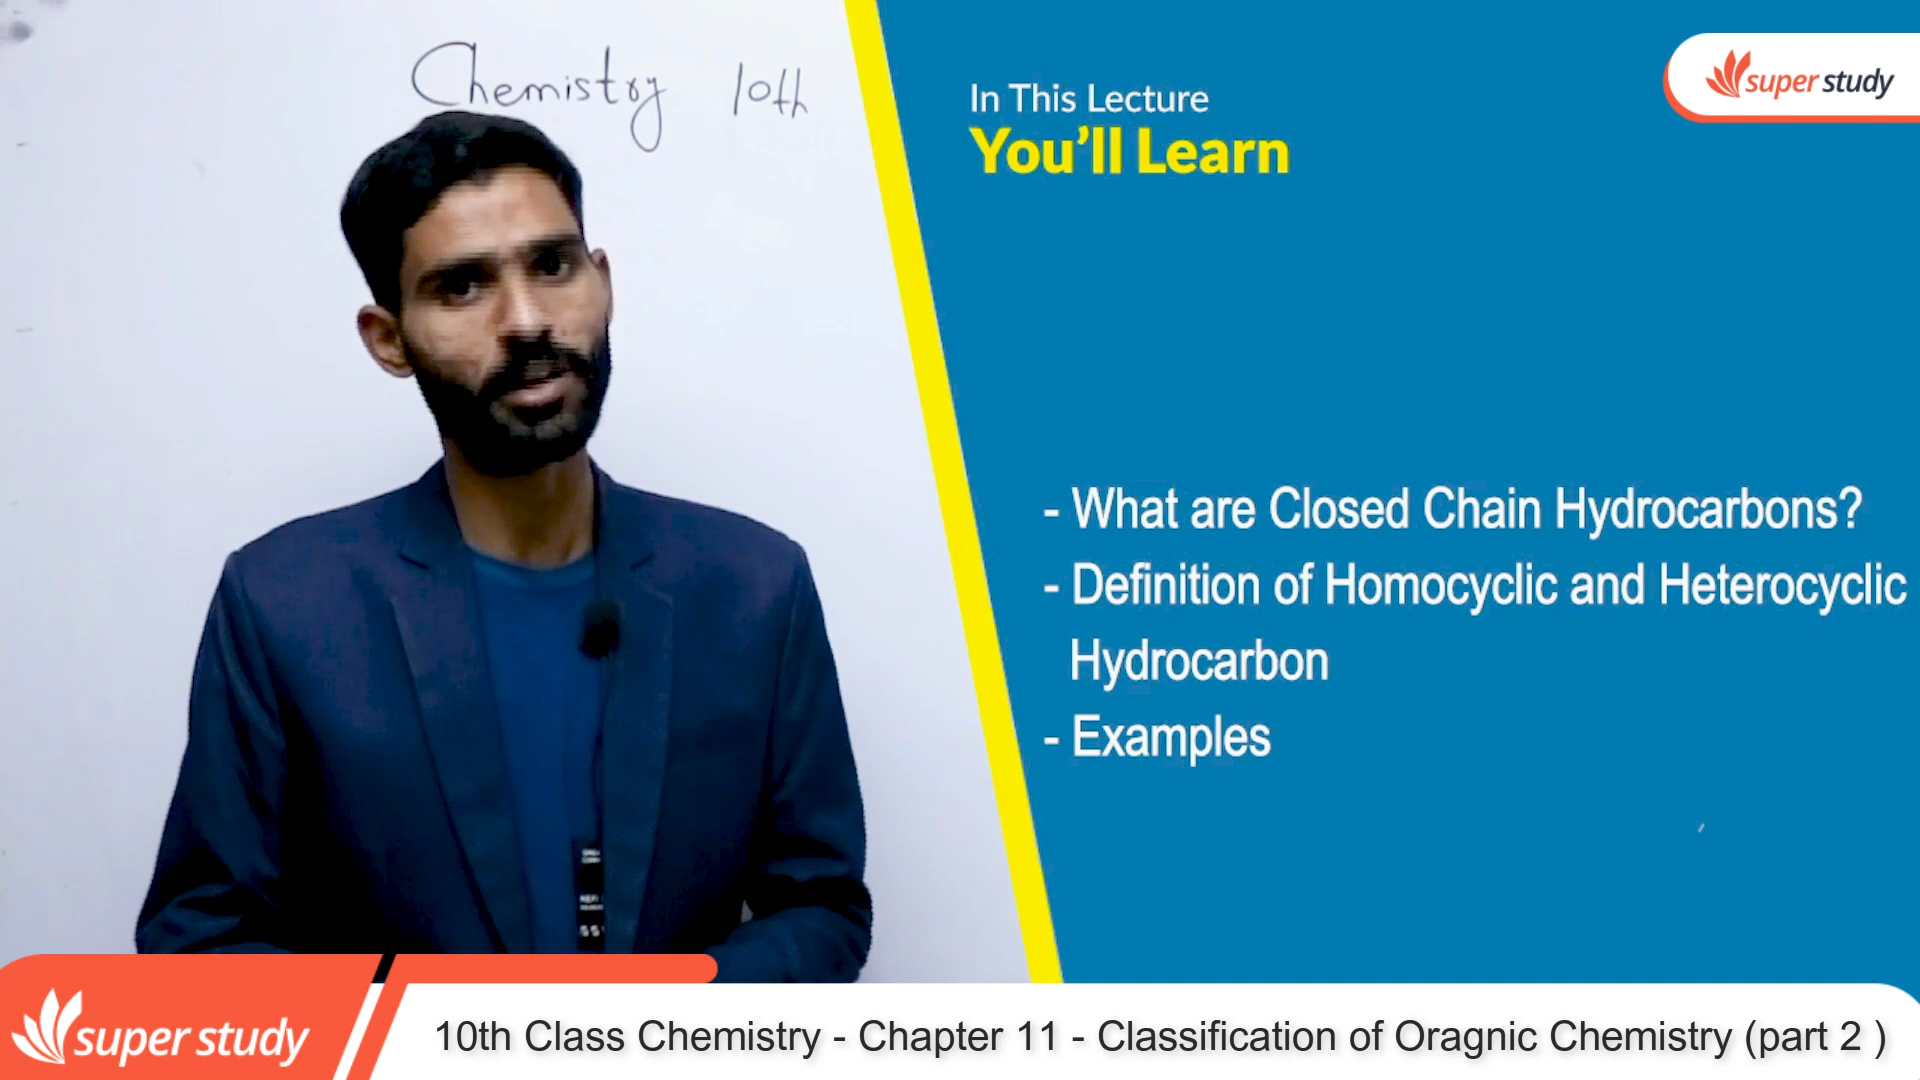 Chemistry 10th
In This Lecture
You'll Learn
super study
- What are Closed Chain Hydrocarbons?
- Definition of Homocyclic and Heterocyclic
Hydrocarbon
- Examples
super study
10th Class Chemistry - Chapter 11 - Classification of Oragnic Chemistry (part 2 )